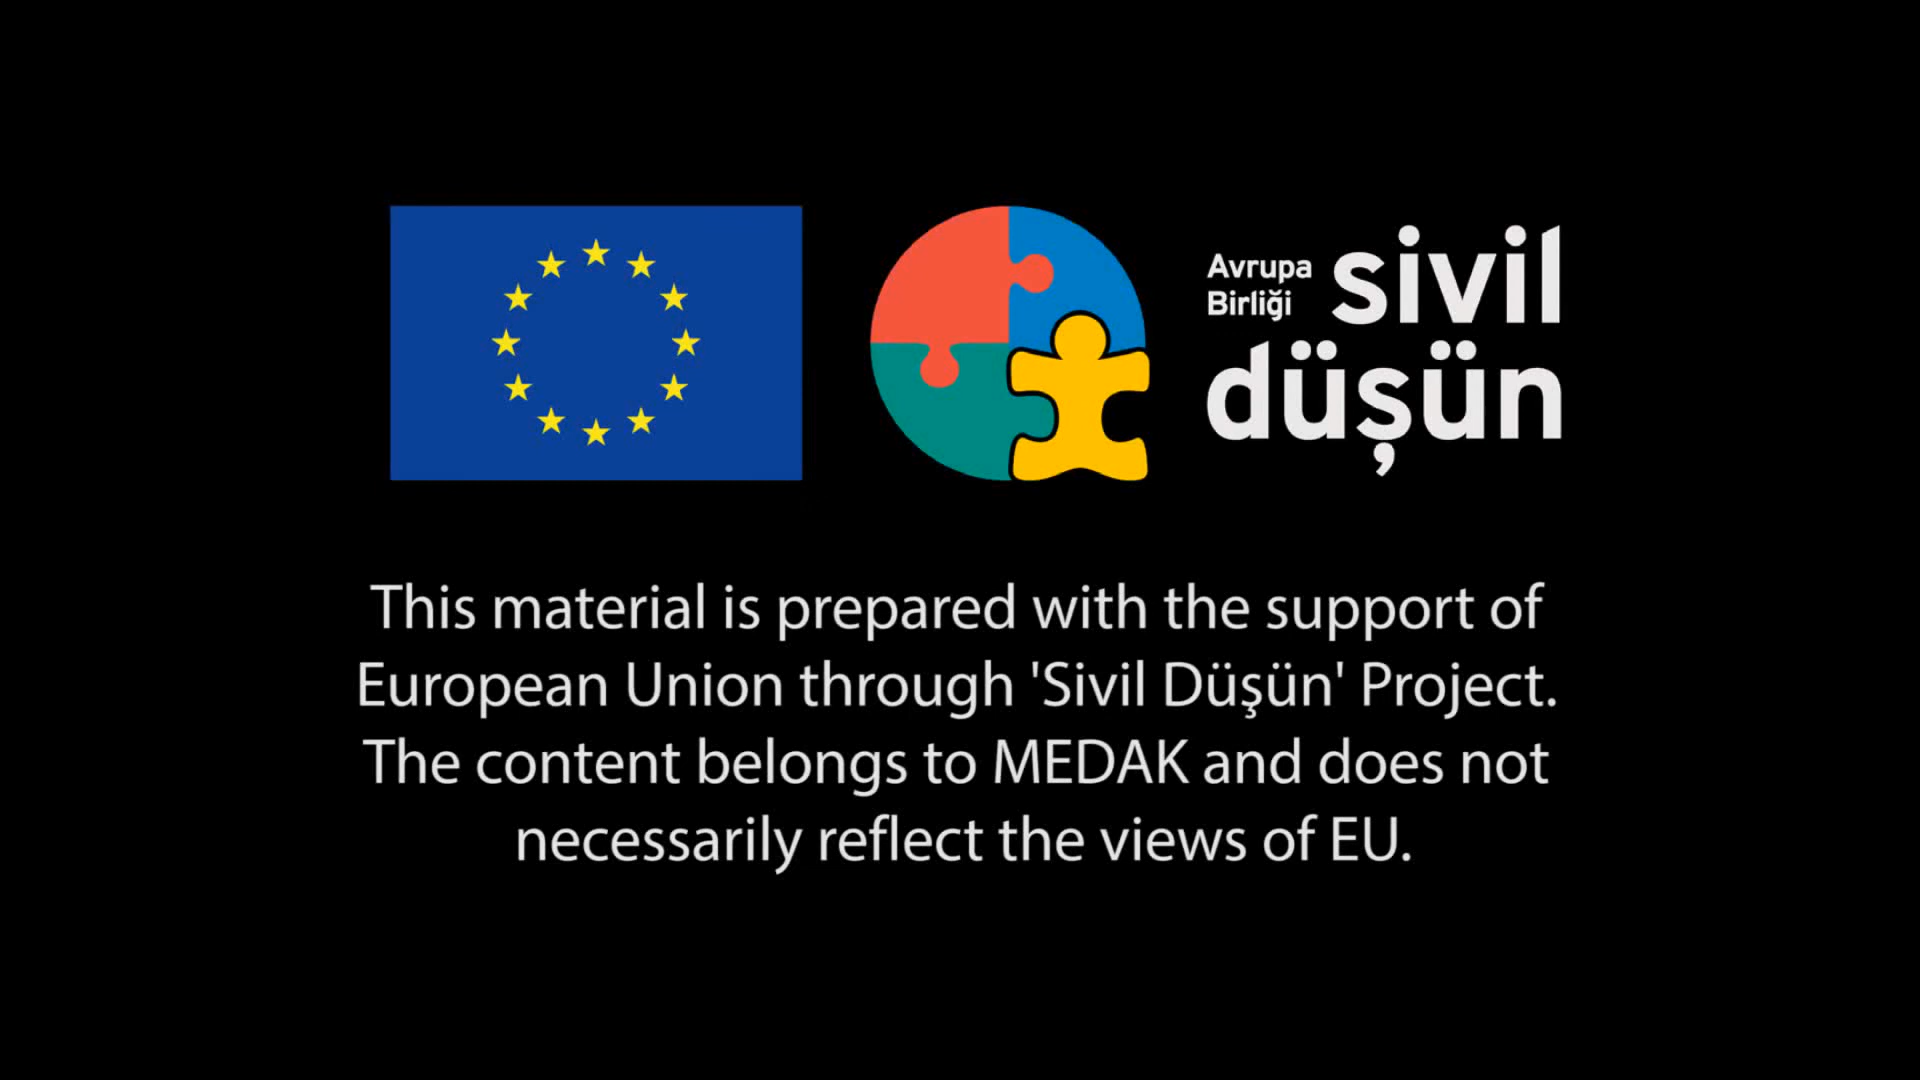 Avrupa
Birliği
sivil
düşün
This material is prepared with the support of
European Union through 'Sivil Düşün' Project.
The content belongs to MEDAK and does not
necessarily reflect the views of EU.